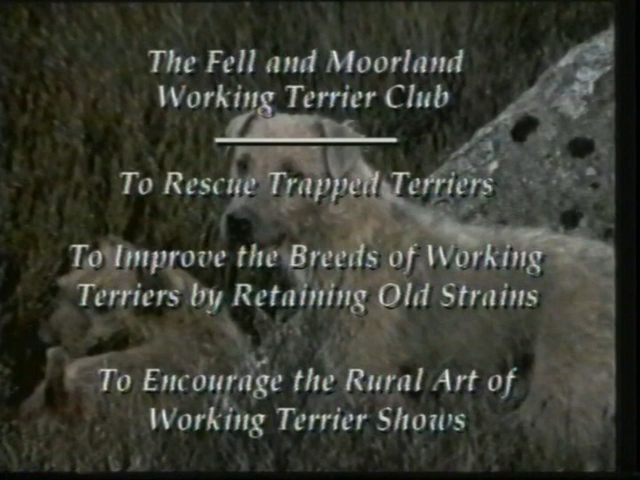 The Fell and Moorland
Working Terrier Club
To Rescue Trapped Terriers
To Improve the Breeds of Working
Terriers by Retaining Old Strains
To Encourage the Rural Art of
Working Terrier Shows